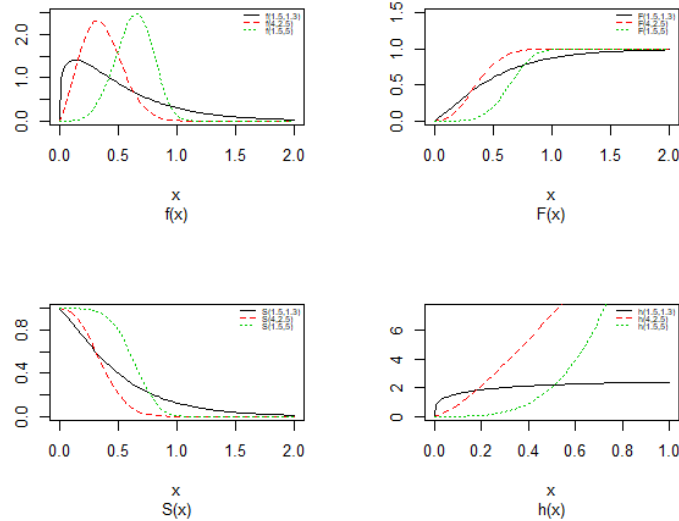 f(1.5,1.3)
f(4,2.5)
f(1.5,5)
0.0 1.0 2.0
0.0 0.5 1.0 1.5 2.0
x
f(x)
F(1.5,1.3)
F(4,2.5)
F(1.5,5)
0.0 0.5 1.0 1.5
0.0 0.5 1.0 1.5 2.0
x
F(x)
S(1.5,1.3)
S(4,2.5)
S(1.5,5)
0.0 0.4 0.8
0.0 0.5 1.0 1.5 2.0
x
S(x)
h(1.5,1.3)
h(4,2.5)
h(1.5,5)
0 2 4 6
0.0 0.2 0.4 0.6 0.8 1.0
x
h(x)